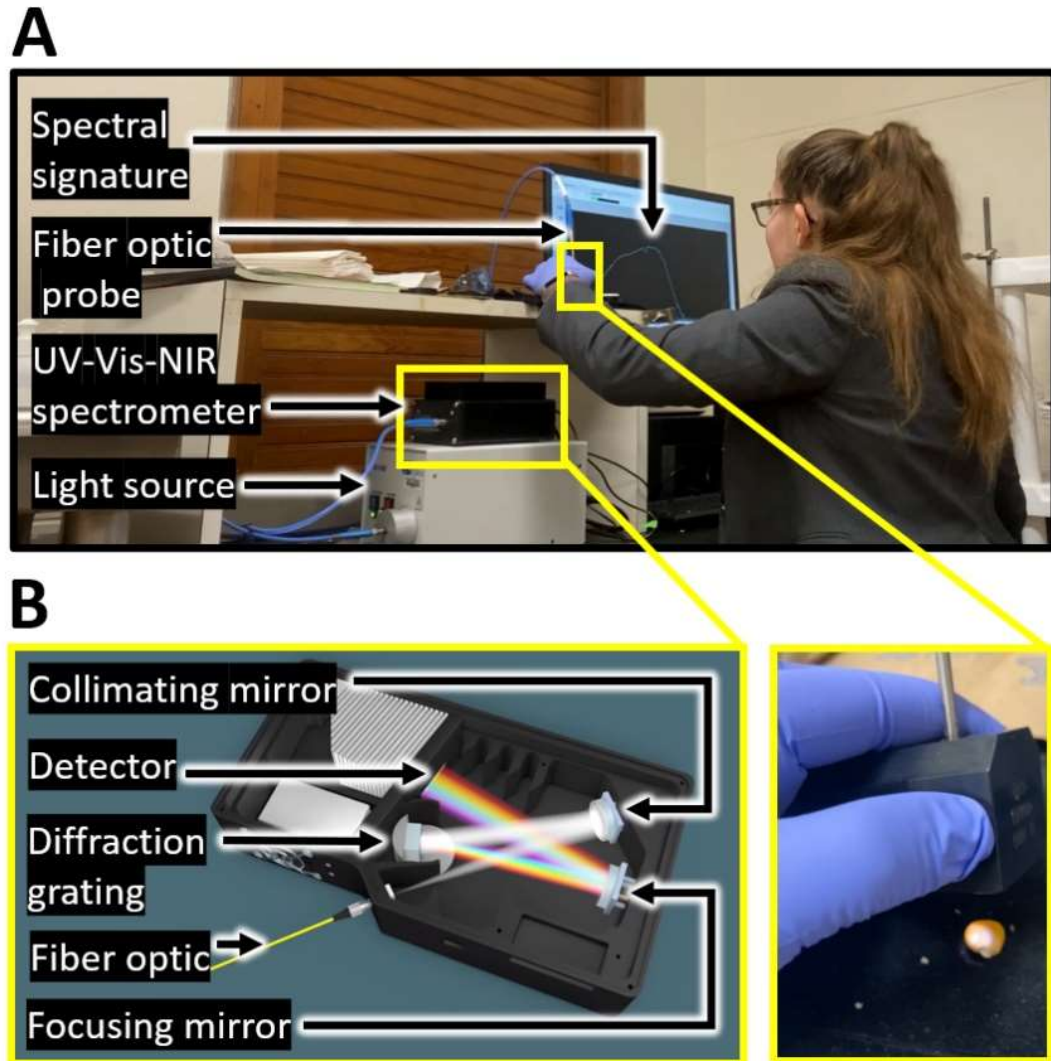 A
Spectral
signature
Fiber optic
probe
UV-Vis-NIR
spectrometer
Light source
B
Collimating mirror
Detector
Diffraction
grating
Fiber optic
Focusing mirror